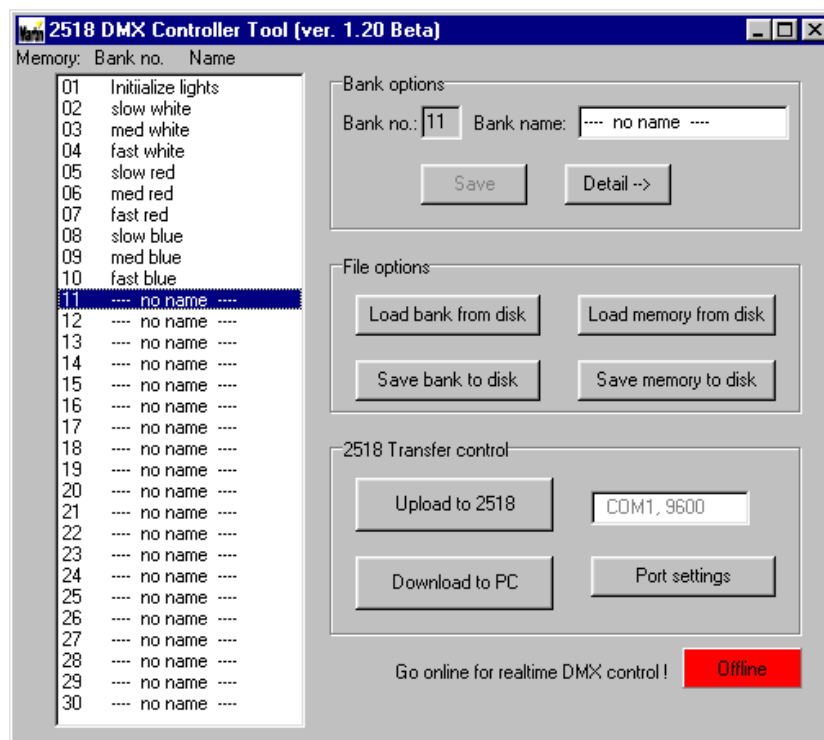 Martin 2518 DMX Controller Tool (ver. 1.20 Beta)
Memory: Bank no. Name
01 Initiialize lights
02 slow white
03 med white
04 fast white
05 slow red
06 med red
07 fast red
08 slow blue
09 med blue
10 fast blue
11 ---- no name ----
12 ---- no name ----
13 ---- no name ----
14 ---- no name ----
15 ---- no name ----
16 ---- no name ----
17 ---- no name ----
18 ---- no name ----
19 ---- no name ----
20 ---- no name ----
21 ---- no name ----
22 ---- no name ----
23 ---- no name ----
24 ---- no name ----
25 ---- no name ----
26 ---- no name ----
27 ---- no name ----
28 ---- no name ----
29 ---- no name ----
30 ---- no name ----
Bank options
Bank no.: 11 Bank name: ---- no name ----
Save Detail -->
File options
Load bank from disk Load memory from disk
Save bank to disk Save memory to disk
2518 Transfer control
Upload to 2518 COM1, 9600
Download to PC Port settings
Go online for realtime DMX control ! Offline